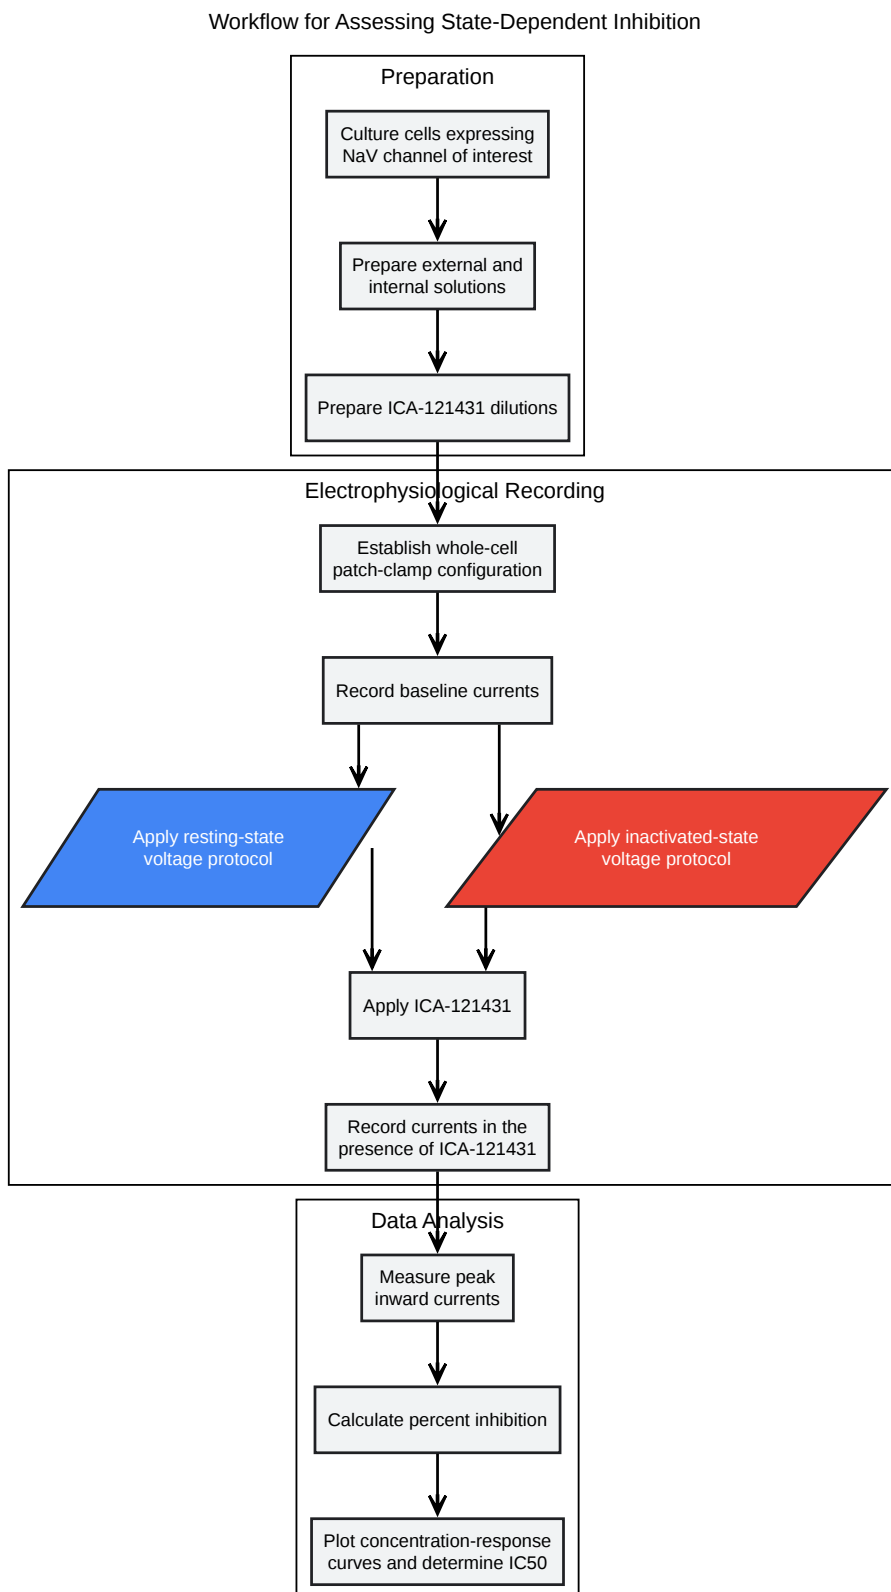 Workflow for Assessing State-Dependent Inhibition
Preparation
Culture cells expressing
NaV channel of interest
Prepare external and
internal solutions
Prepare ICA-121431 dilutions
Electrophysiological Recording
Establish whole-cell
patch-clamp configuration
Record baseline currents
Apply resting-state
voltage protocol
Apply inactivated-state
voltage protocol
Apply ICA-121431
Record currents in the
presence of ICA-121431
Data Analysis
Measure peak
inward currents
Calculate percent inhibition
Plot concentration-response
curves and determine IC50